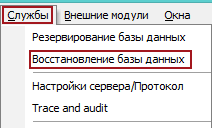 Службы Внешние модули Окна
Резервирование базы данных
Восстановление базы данных
Настройки сервера/Протокол
Trace and audit